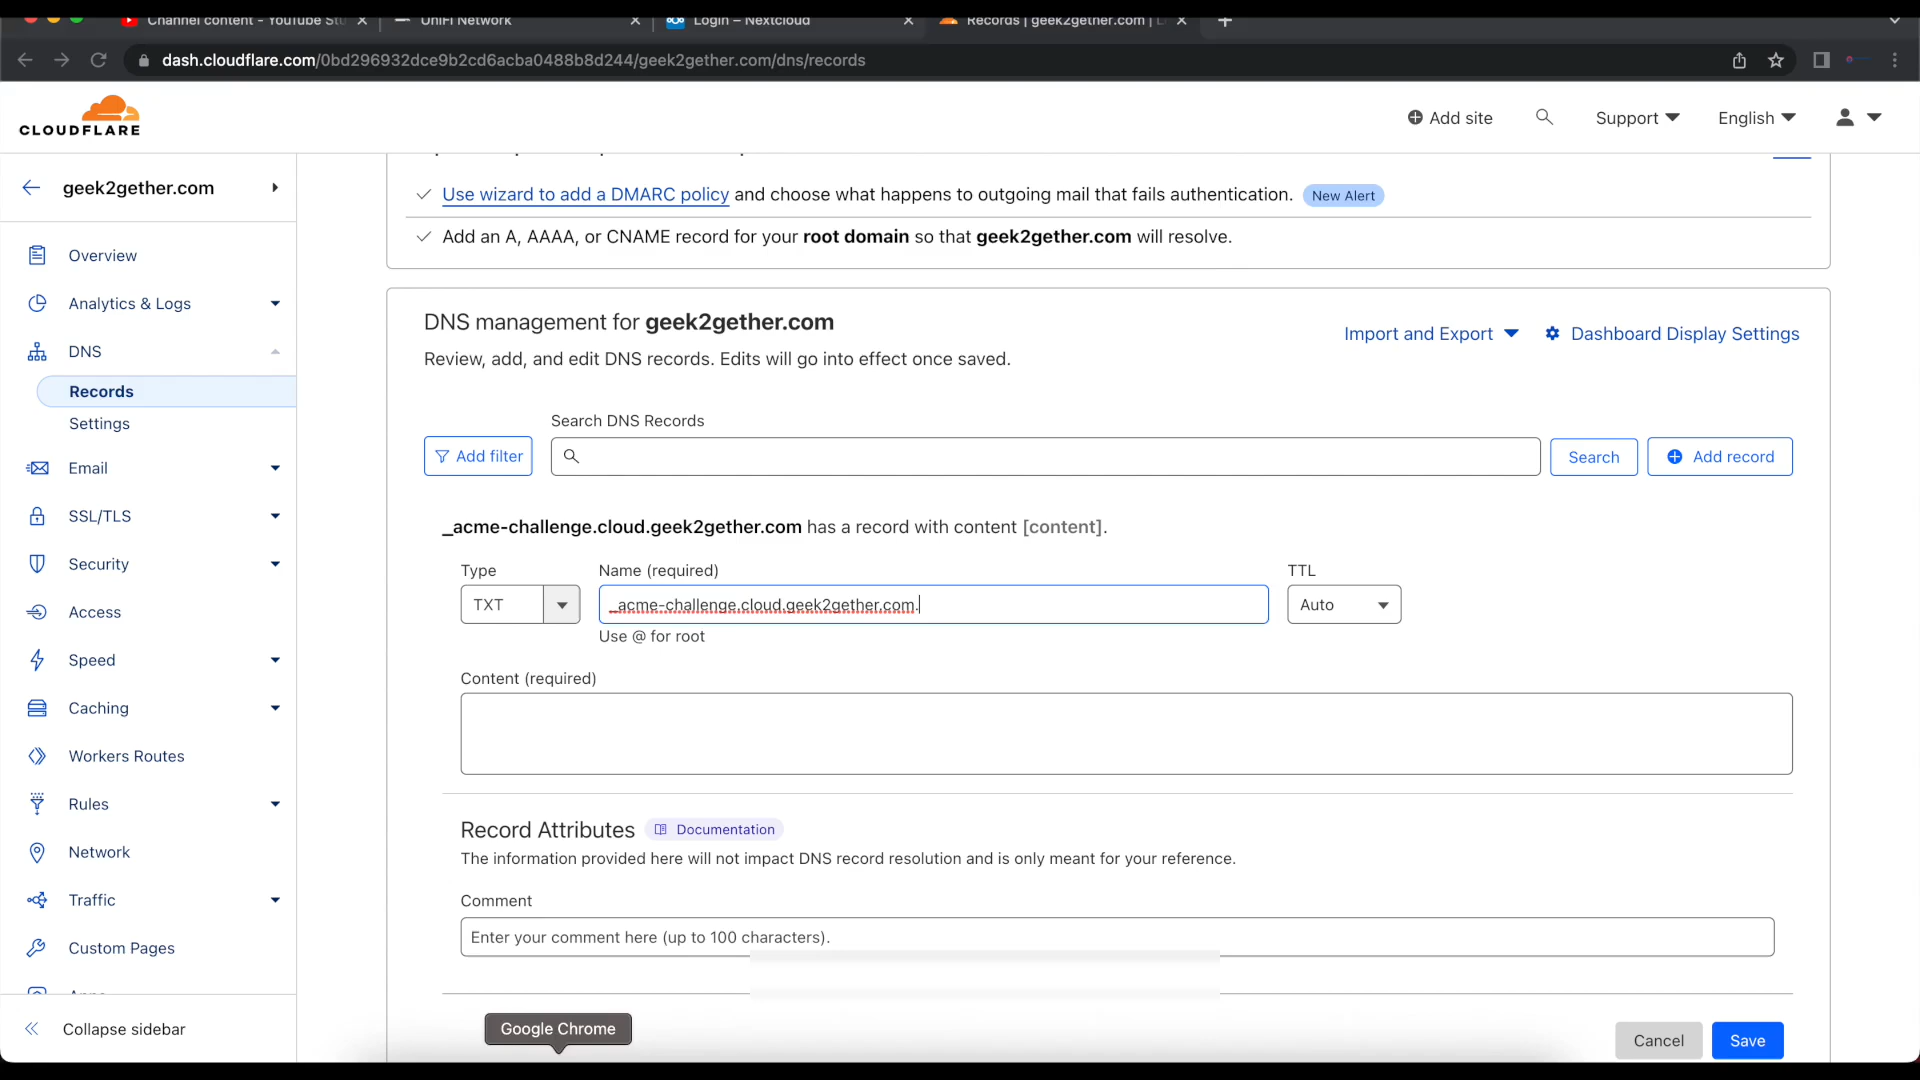 Channel content - YouTube Stu
UniFi Network
Login – Nextcloud
Records | geek2gether.com |
dash.cloudflare.com/0bd296932dce9b2cd6acba0488b8d244/geek2gether.com/dns/records
CLOUDFLARE
Add site
Support
English
geek2gether.com
Overview
Analytics & Logs
DNS
Records
Settings
Email
SSL/TLS
Security
Access
Speed
Caching
Workers Routes
Rules
Network
Traffic
Custom Pages
Collapse sidebar
Use wizard to add a DMARC policy and choose what happens to outgoing mail that fails authentication. New Alert
Add an A, AAAA, or CNAME record for your root domain so that geek2gether.com will resolve.
DNS management for geek2gether.com
Review, add, and edit DNS records. Edits will go into effect once saved.
Import and Export
Dashboard Display Settings
Search DNS Records
Add filter
Search
Add record
_acme-challenge.cloud.geek2gether.com has a record with content [content].
Type
Name (required)
TTL
TXT
_acme-challenge.cloud.geek2gether.com.
Auto
Use @ for root
Content (required)
Record Attributes
Documentation
The information provided here will not impact DNS record resolution and is only meant for your reference.
Comment
Enter your comment here (up to 100 characters).
Google Chrome
Cancel
Save